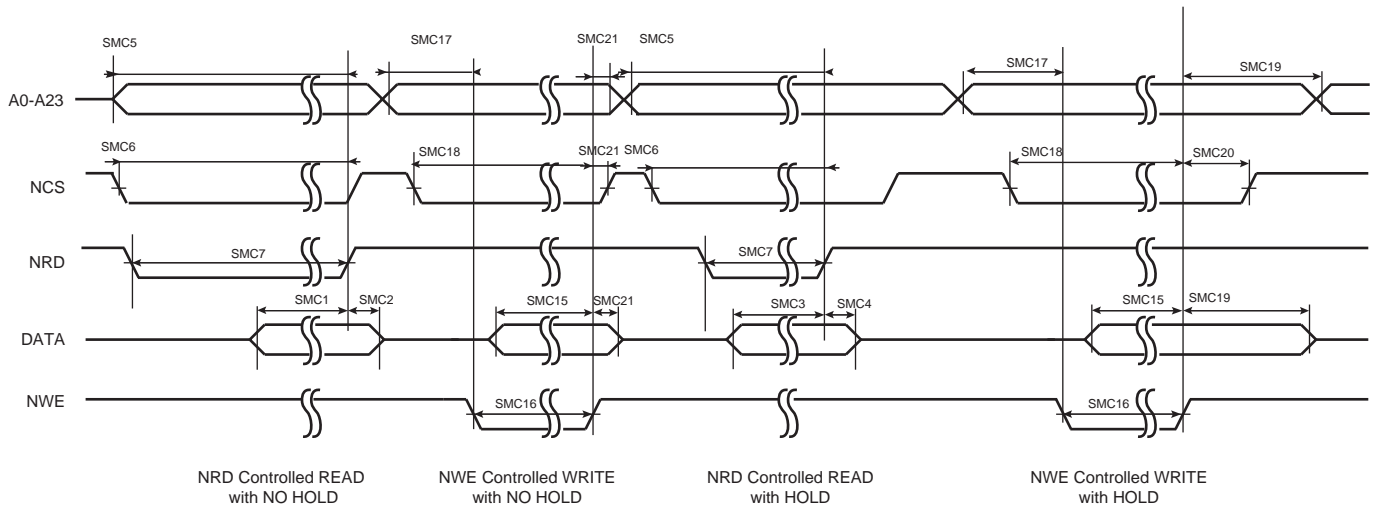 SMC5
SMC17
SMC21
SMC5
SMC17
SMC19
A0-A23
SMC6
SMC18
SMC21
SMC6
SMC18
SMC20
NCS
NRD
SMC7
SMC7
SMC1
SMC2
SMC15
SMC21
SMC3
SMC4
SMC15
SMC19
DATA
NWE
SMC16
SMC16
NRD Controlled READ
with NO HOLD
NWE Controlled WRITE
with NO HOLD
NRD Controlled READ
with HOLD
NWE Controlled WRITE
with HOLD